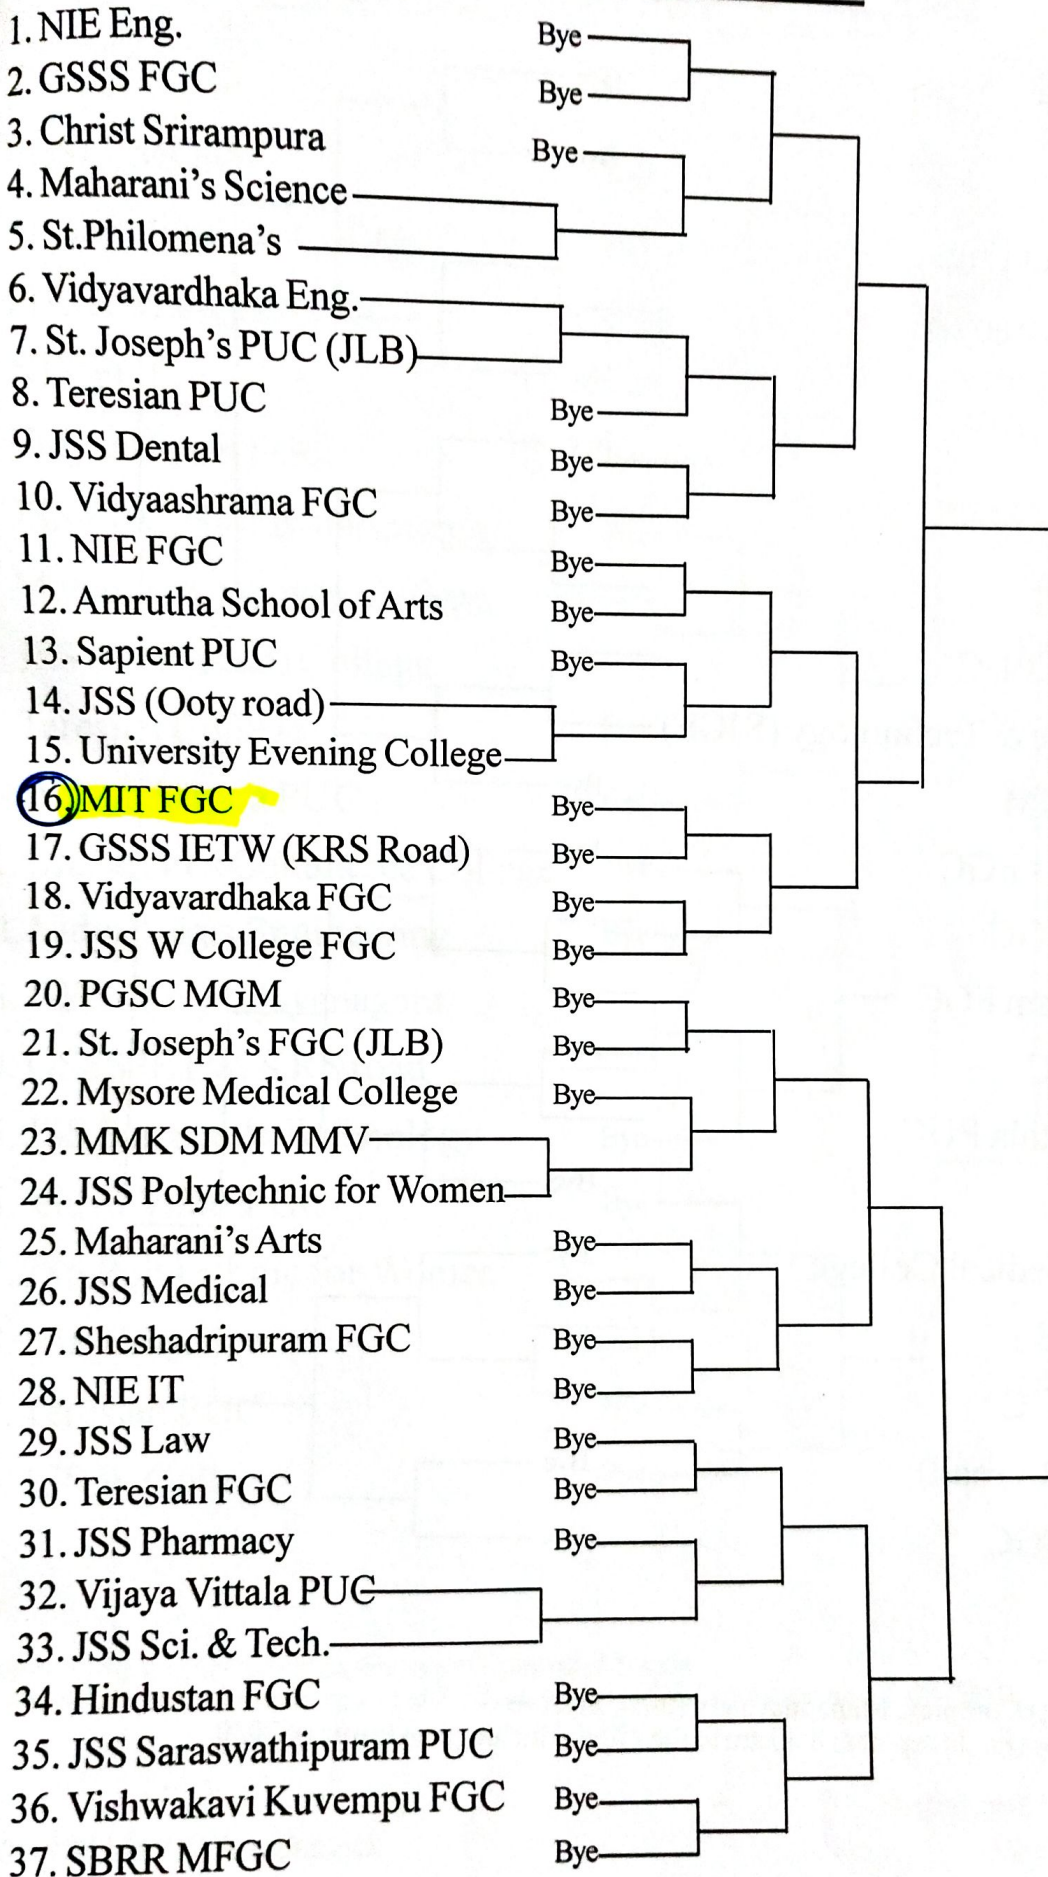 1. NIE Eng. Bye
2. GSSS FGC Bye
3. Christ Srirampura Bye
4. Maharani's Science
5. St.Philomena's
6. Vidyavardhaka Eng.
7. St. Joseph's PUC (JLB)
8. Teresian PUC Bye
9. JSS Dental Bye
10. Vidyaashrama FGC Bye
11. NIE FGC Bye
12. Amrutha School of Arts Bye
13. Sapient PUC Bye
14. JSS (Ooty road)
15. University Evening College
16. MIT FGC Bye
17. GSSS IETW (KRS Road) Bye
18. Vidyavardhaka FGC Bye
19. JSS W College FGC Bye
20. PGSC MGM Bye
21. St. Joseph's FGC (JLB) Bye
22. Mysore Medical College Bye
23. MMK SDM MMV
24. JSS Polytechnic for Women
25. Maharani's Arts Bye
26. JSS Medical Bye
27. Sheshadripuram FGC Bye
28. NIE IT Bye
29. JSS Law Bye
30. Teresian FGC Bye
31. JSS Pharmacy Bye
32. Vijaya Vittala PUC
33. JSS Sci. & Tech.
34. Hindustan FGC Bye
35. JSS Saraswathipuram PUC Bye
36. Vishwakavi Kuvempu FGC Bye
37. SBRR MFGC Bye